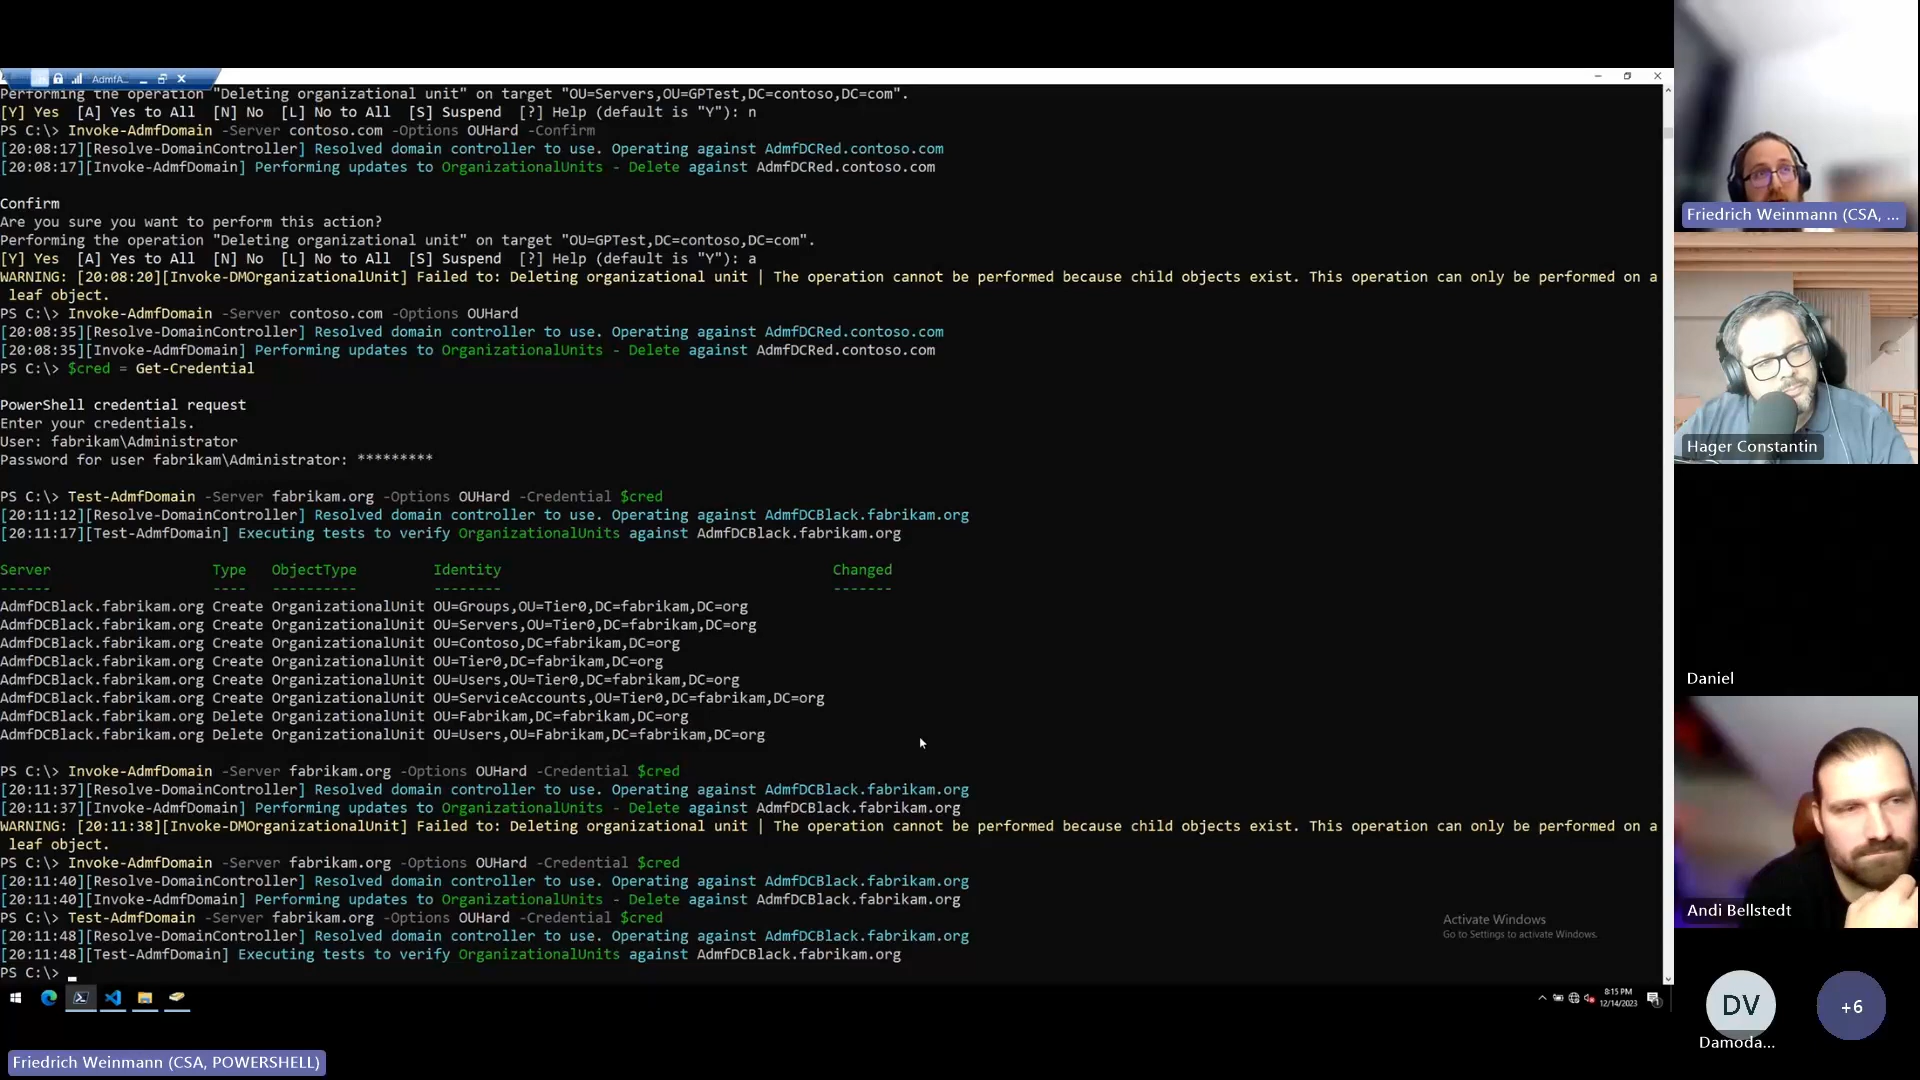 AdmfA...
Performing the operation "Deleting organizational unit" on target "OU=Servers,OU=GPTest,DC=contoso,DC=com".
[Y] Yes  [A] Yes to All  [N] No  [L] No to All  [S] Suspend  [?] Help (default is "Y"): n
PS C:\> Invoke-AdmfDomain -Server contoso.com -Options OUHard -Confirm
[20:08:17][Resolve-DomainController] Resolved domain controller to use. Operating against AdmfDCRed.contoso.com
[20:08:17][Invoke-AdmfDomain] Performing updates to OrganizationalUnits - Delete against AdmfDCRed.contoso.com
Confirm
Are you sure you want to perform this action?
Performing the operation "Deleting organizational unit" on target "OU=GPTest,DC=contoso,DC=com".
[Y] Yes  [A] Yes to All  [N] No  [L] No to All  [S] Suspend  [?] Help (default is "Y"): a
WARNING: [20:08:20][Invoke-DMOrganizationalUnit] Failed to: Deleting organizational unit | The operation cannot be performed because child objects exist. This operation can only be performed on a
 leaf object.
PS C:\> Invoke-AdmfDomain -Server contoso.com -Options OUHard
[20:08:35][Resolve-DomainController] Resolved domain controller to use. Operating against AdmfDCRed.contoso.com
[20:08:35][Invoke-AdmfDomain] Performing updates to OrganizationalUnits - Delete against AdmfDCRed.contoso.com
PS C:\> $cred = Get-Credential
PowerShell credential request
Enter your credentials.
User: fabrikam\Administrator
Password for user fabrikam\Administrator: *********
PS C:\> Test-AdmfDomain -Server fabrikam.org -Options OUHard -Credential $cred
[20:11:12][Resolve-DomainController] Resolved domain controller to use. Operating against AdmfDCBlack.fabrikam.org
[20:11:17][Test-AdmfDomain] Executing tests to verify OrganizationalUnits against AdmfDCBlack.fabrikam.org
Server                   Type   ObjectType         Identity                                       Changed
------                   ----   ----------         --------                                       -------
AdmfDCBlack.fabrikam.org Create OrganizationalUnit OU=Groups,OU=Tier0,DC=fabrikam,DC=org
AdmfDCBlack.fabrikam.org Create OrganizationalUnit OU=Servers,OU=Tier0,DC=fabrikam,DC=org
AdmfDCBlack.fabrikam.org Create OrganizationalUnit OU=Contoso,DC=fabrikam,DC=org
AdmfDCBlack.fabrikam.org Create OrganizationalUnit OU=Tier0,DC=fabrikam,DC=org
AdmfDCBlack.fabrikam.org Create OrganizationalUnit OU=Users,OU=Tier0,DC=fabrikam,DC=org
AdmfDCBlack.fabrikam.org Create OrganizationalUnit OU=ServiceAccounts,OU=Tier0,DC=fabrikam,DC=org
AdmfDCBlack.fabrikam.org Delete OrganizationalUnit OU=Fabrikam,DC=fabrikam,DC=org
AdmfDCBlack.fabrikam.org Delete OrganizationalUnit OU=Users,OU=Fabrikam,DC=fabrikam,DC=org
PS C:\> Invoke-AdmfDomain -Server fabrikam.org -Options OUHard -Credential $cred
[20:11:37][Resolve-DomainController] Resolved domain controller to use. Operating against AdmfDCBlack.fabrikam.org
[20:11:37][Invoke-AdmfDomain] Performing updates to OrganizationalUnits - Delete against AdmfDCBlack.fabrikam.org
WARNING: [20:11:38][Invoke-DMOrganizationalUnit] Failed to: Deleting organizational unit | The operation cannot be performed because child objects exist. This operation can only be performed on a
 leaf object.
PS C:\> Invoke-AdmfDomain -Server fabrikam.org -Options OUHard -Credential $cred
[20:11:40][Resolve-DomainController] Resolved domain controller to use. Operating against AdmfDCBlack.fabrikam.org
[20:11:40][Invoke-AdmfDomain] Performing updates to OrganizationalUnits - Delete against AdmfDCBlack.fabrikam.org
PS C:\> Test-AdmfDomain -Server fabrikam.org -Options OUHard -Credential $cred
[20:11:48][Resolve-DomainController] Resolved domain controller to use. Operating against AdmfDCBlack.fabrikam.org
[20:11:48][Test-AdmfDomain] Executing tests to verify OrganizationalUnits against AdmfDCBlack.fabrikam.org
PS C:\>
Activate Windows
Go to Settings to activate Windows.
8:15 PM
12/14/2023
Friedrich Weinmann (CSA, POWERSHELL)
Friedrich Weinmann (CSA, ...
Hager Constantin
Daniel
Andi Bellstedt
DV
Damoda...
+6